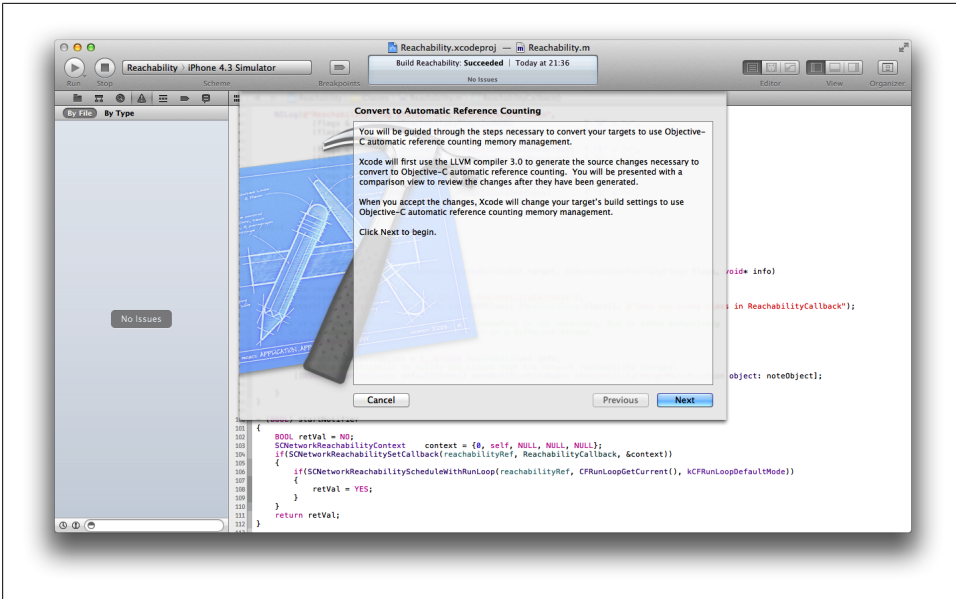 Reachability.xcodeproj — Reachability.m
Reachability › iPhone 4.3 Simulator
Build Reachability: Succeeded | Today at 21:36
No Issues
Run Stop Scheme Breakpoints Editor View Organizer
By File By Type
Convert to Automatic Reference Counting
You will be guided through the steps necessary to convert your targets to use Objective-
C automatic reference counting memory management.
Xcode will first use the LLVM compiler 3.0 to generate the source changes necessary to
convert to Objective-C automatic reference counting. You will be presented with a
comparison view to review the changes after they have been generated.
When you accept the changes, Xcode will change your target's build settings to use
Objective-C automatic reference counting memory management.
Click Next to begin.
void* info)
in ReachabilityCallback");
No Issues
object: noteObject];
Cancel Previous Next
101 {
102 BOOL retVal = NO;
103 SCNetworkReachabilityContext context = {0, self, NULL, NULL, NULL};
104 if(SCNetworkReachabilitySetCallback(reachabilityRef, ReachabilityCallback, &context))
105 {
106 if(SCNetworkReachabilityScheduleWithRunLoop(reachabilityRef, CFRunLoopGetCurrent(), kCFRunLoopDefaultMode))
107 {
108 retVal = YES;
109 }
110 }
111 return retVal;
112 }